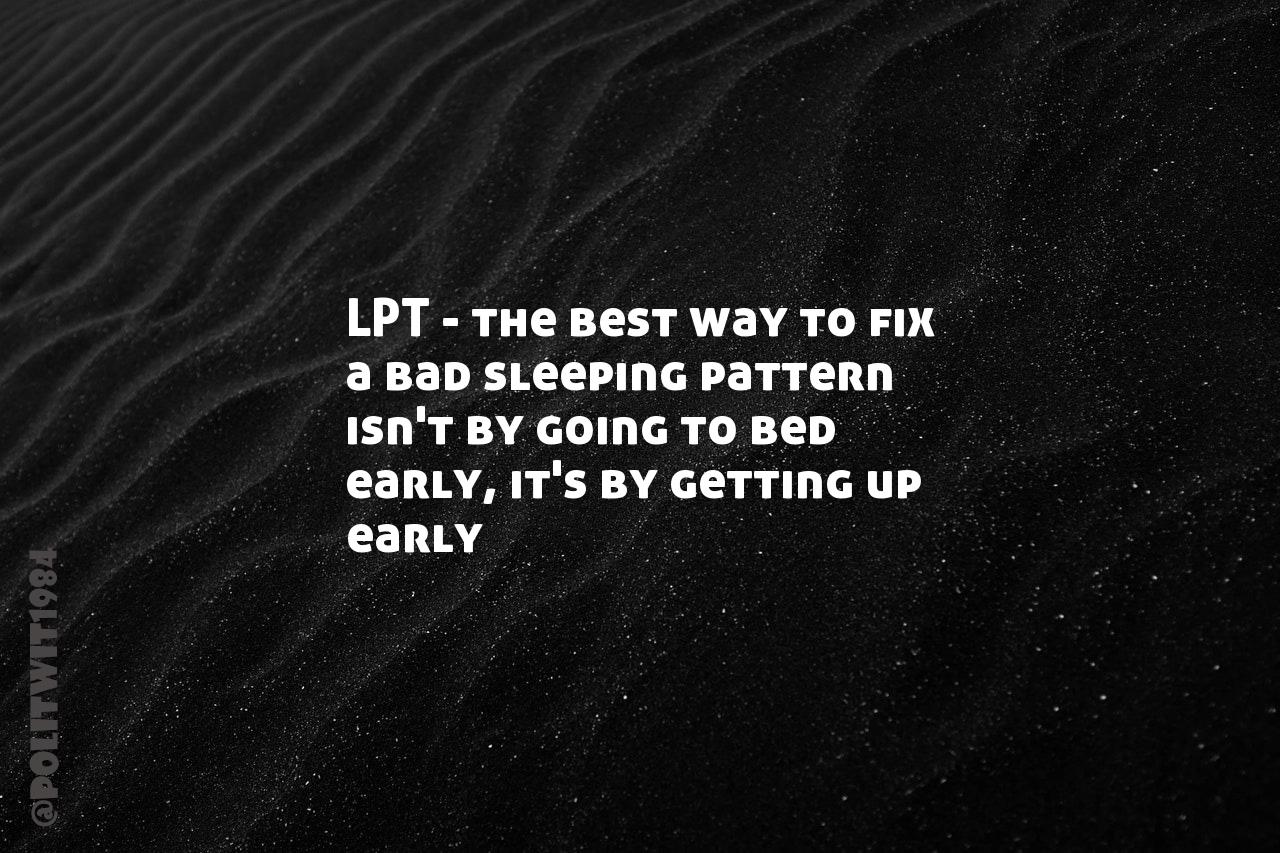 LPT - the best way to fix
a bad sleeping pattern
isn't by going to bed
early, it's by getting up
early
@POLITWIT1984